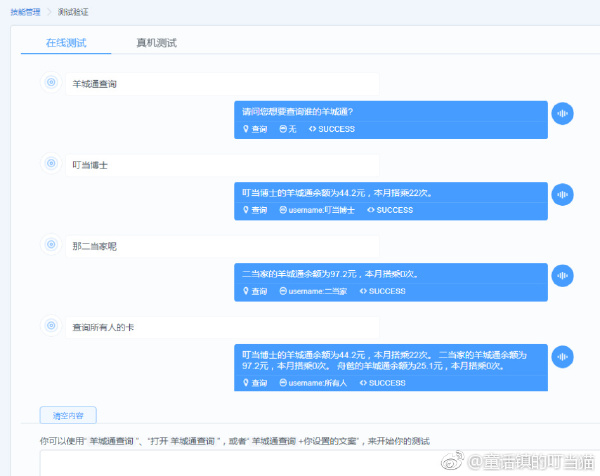 技能管理 > 测试验证
在线测试 真机测试
羊城通查询
请问您想要查询谁的羊城通?
查询 无 <> SUCCESS
叮当博士
叮当博士的羊城通余额为44.2元，本月搭乘22次。
查询 username:叮当博士 <> SUCCESS
那二当家呢
二当家的羊城通余额为97.2元，本月搭乘0次。
查询 username:二当家 <> SUCCESS
查询所有人的卡
叮当博士的羊城通余额为44.2元，本月搭乘22次。 二当家的羊城通余额为
97.2元，本月搭乘0次。 舟爸的羊城通余额为25.1元，本月搭乘0次。
查询 username:所有人 <> SUCCESS
清空内容
你可以使用“ 羊城通查询 ”、“打开 羊城通查询 ”，或者“ 羊城通查询 +你设置的文案”，来开始你的测试
@童话镇的叮当猫